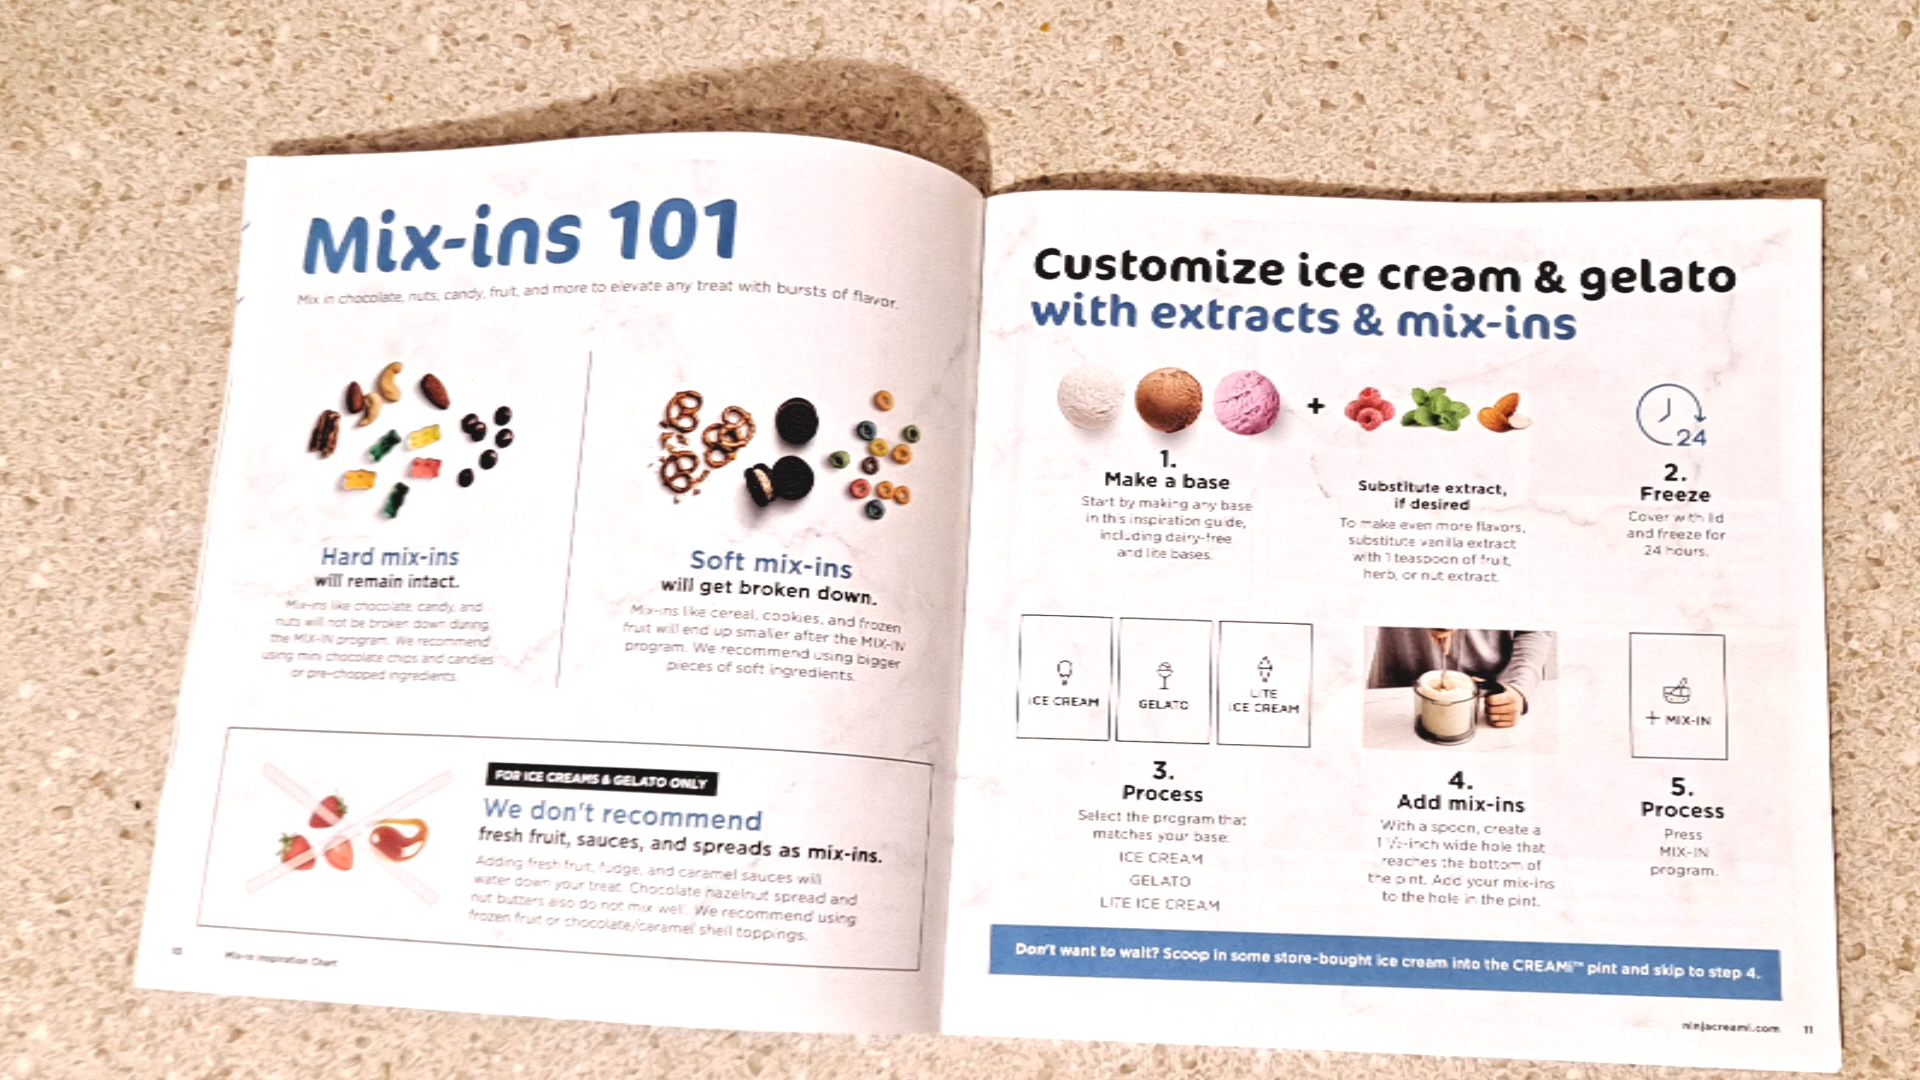 Mix-ins 101
Mix in chocolate, nuts, candy, fruit, and more to elevate any treat with bursts of flavor.
Hard mix-ins
will remain intact.
Mix-ins like chocolate, candy, and
nuts will not be broken down during
the MIX-IN program. We recommend
using mini chocolate chips and candies
or pre-chopped ingredients.
Soft mix-ins
will get broken down.
Mix-ins like cereal, cookies, and frozen
fruit will end up smaller after the MIX-IN
program. We recommend using bigger
pieces of soft ingredients.
FOR ICE CREAMS & GELATO ONLY
We don't recommend
fresh fruit, sauces, and spreads as mix-ins.
Adding fresh fruit, fudge, and caramel sauces will
water down your treat. Chocolate hazelnut spread and
nut butters also do not mix well. We recommend using
frozen fruit or chocolate/caramel shell toppings.
10
Mix-In Inspiration Chart
Customize ice cream & gelato
with extracts & mix-ins
+
1.
Make a base
Start by making any base
in this inspiration guide,
including dairy-free
and lite bases.
Substitute extract,
if desired
To make even more flavors,
substitute vanilla extract
with 1 teaspoon of fruit,
herb, or nut extract.
24
2.
Freeze
Cover with lid
and freeze for
24 hours.
ICE CREAM
GELATO
LITE
ICE CREAM
3.
Process
Select the program that
matches your base:
ICE CREAM
GELATO
LITE ICE CREAM
4.
Add mix-ins
With a spoon, create a
1 ½-inch wide hole that
reaches the bottom of
the pint. Add your mix-ins
to the hole in the pint.
+ MIX-IN
5.
Process
Press
MIX-IN
program.
Don't want to wait? Scoop in some store-bought ice cream into the CREAMi™ pint and skip to step 4.
ninjacreami.com
11